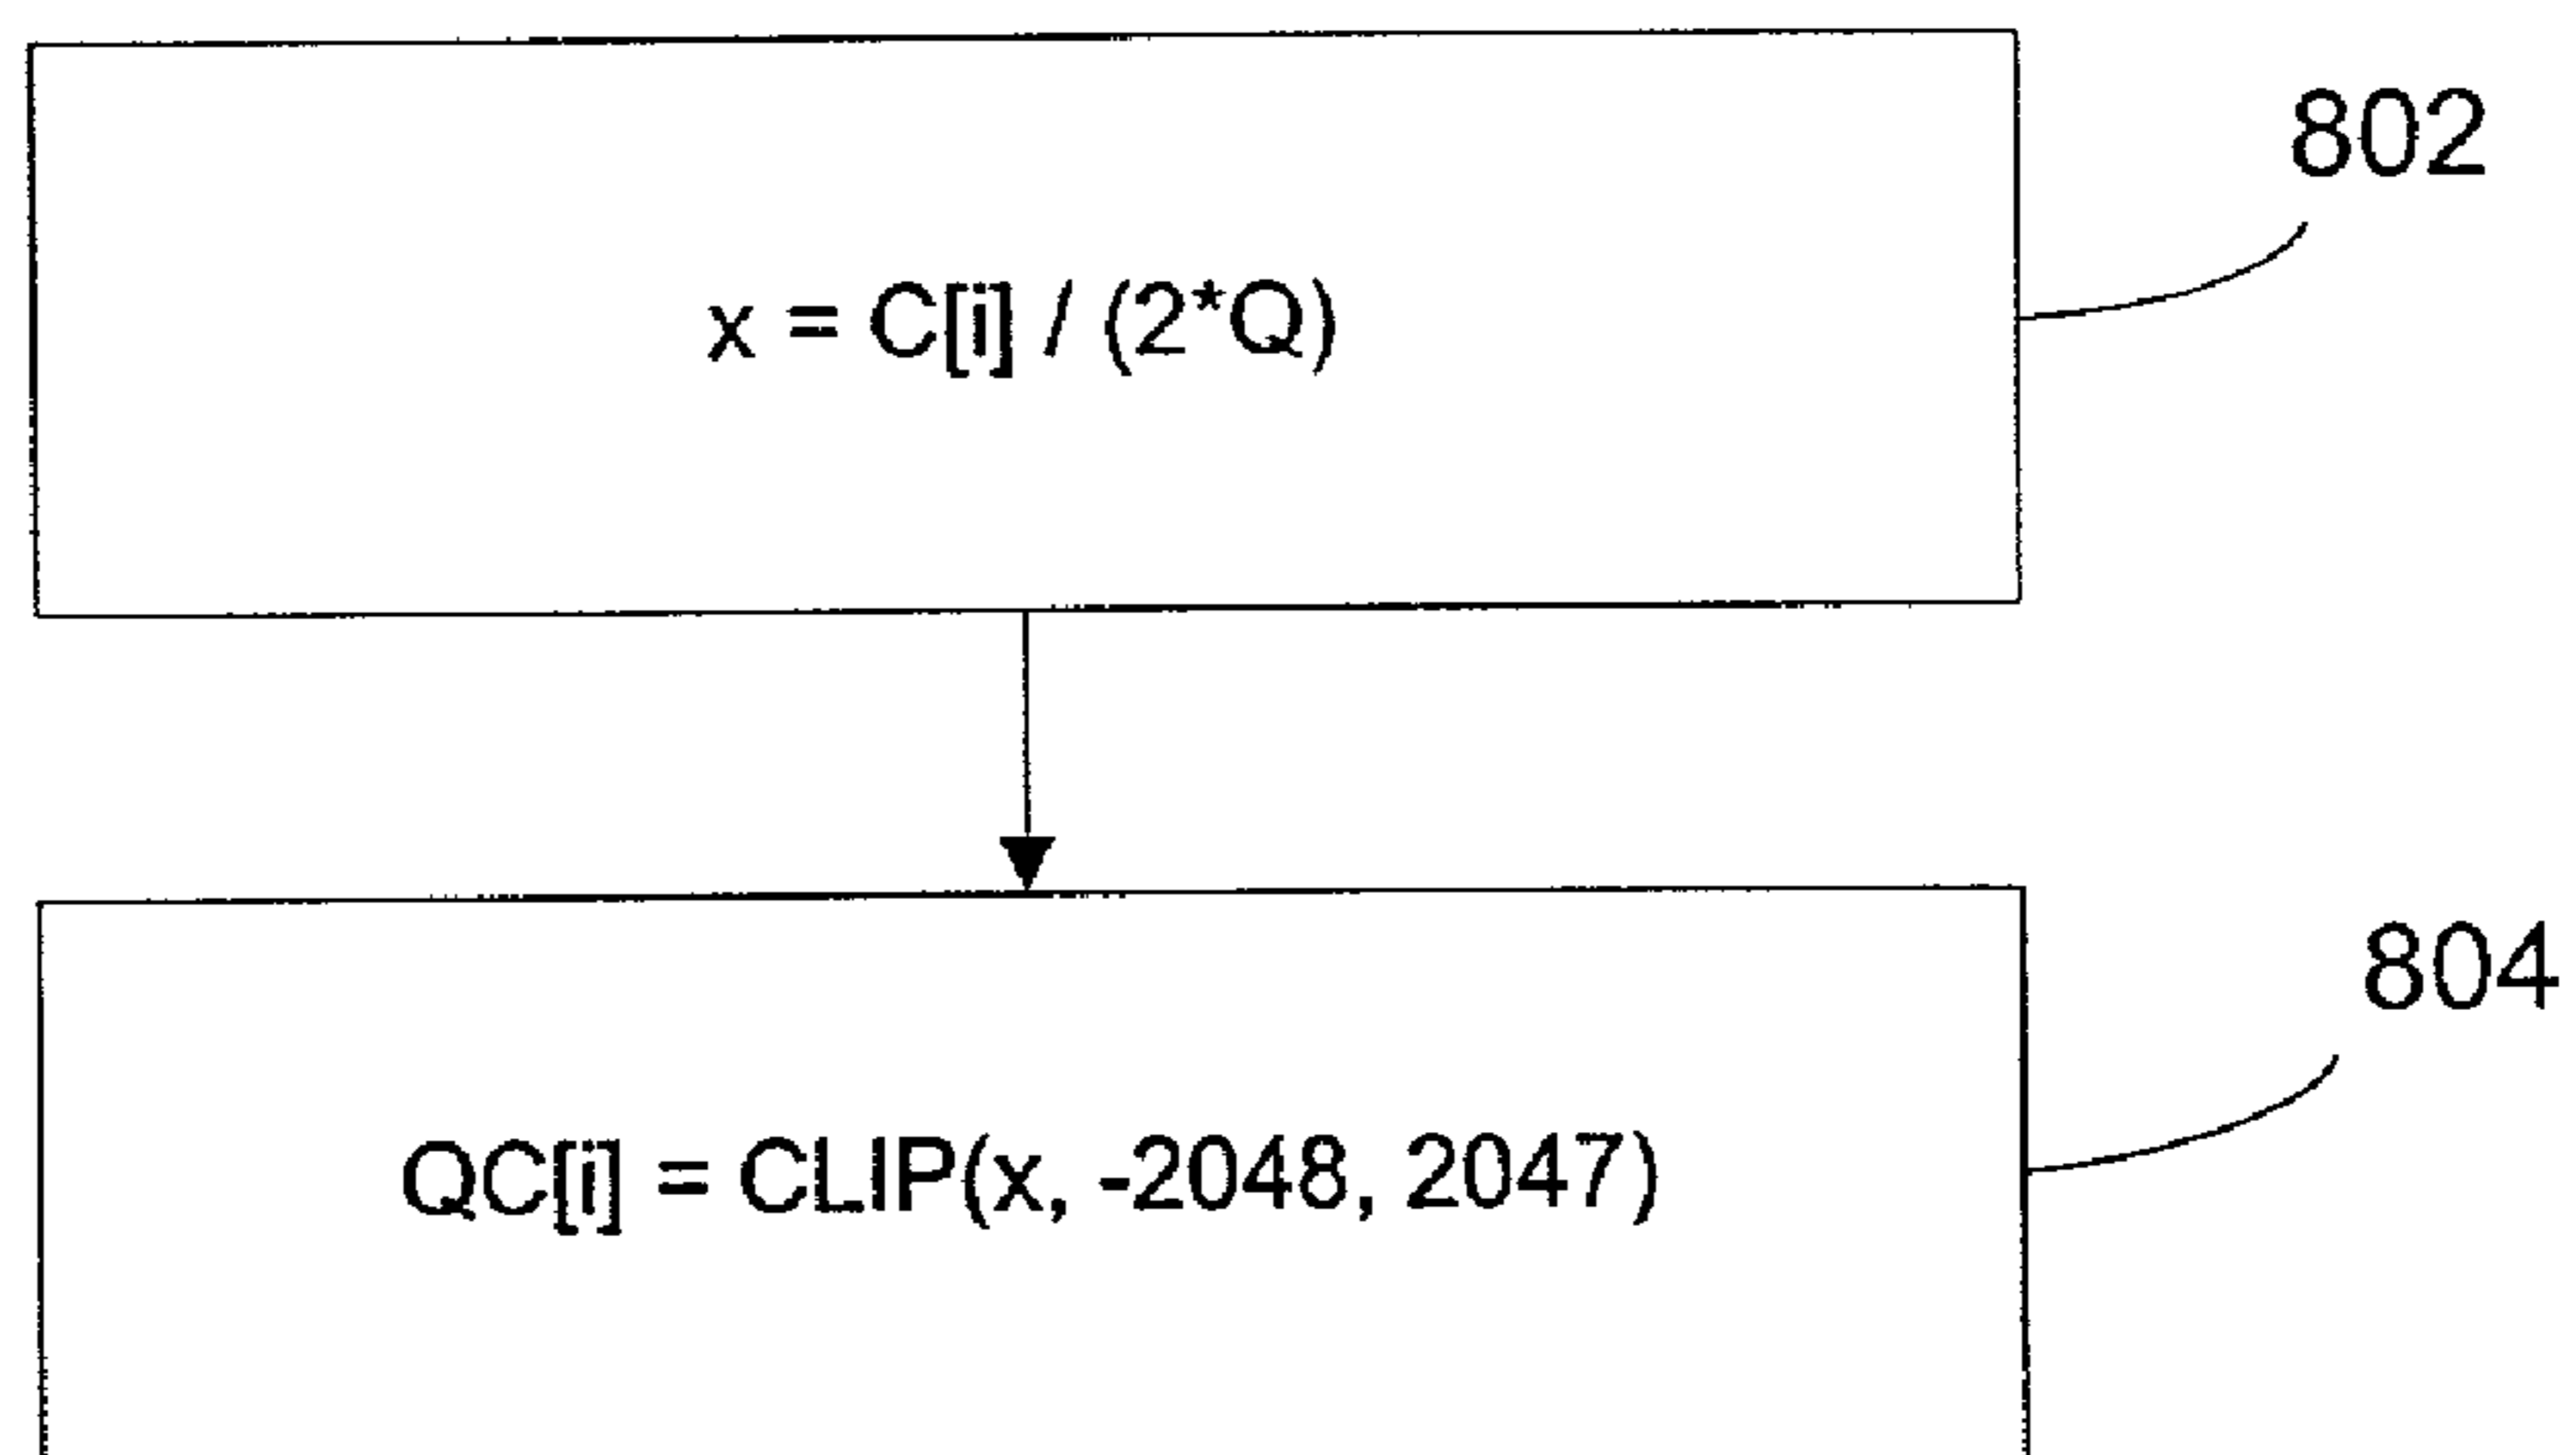 802
x = C[i] / (2*Q)
804
QC[i] = CLIP(x, -2048, 2047)